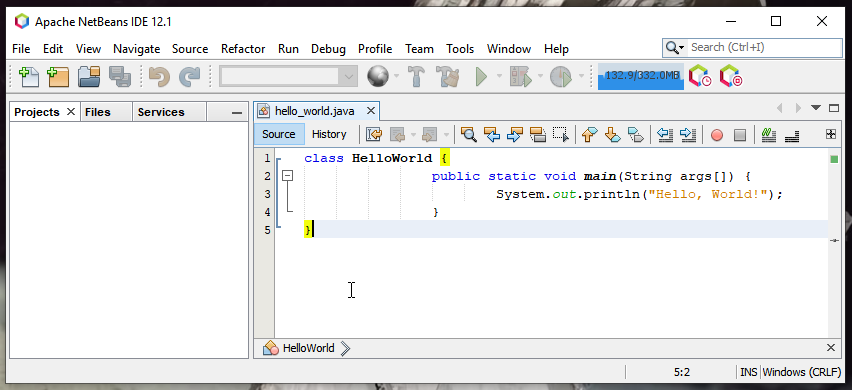 Apache NetBeans IDE 12.1
File Edit View Navigate Source Refactor Run Debug Profile Team Tools Window Help Search (Ctrl+I)
132.9/332.0MB
Projects Files Services
hello_world.java
Source History
1 class HelloWorld {
2 public static void main(String args[]) {
3 System.out.println("Hello, World!");
4 }
5 }
HelloWorld
5:2 INS Windows (CRLF)